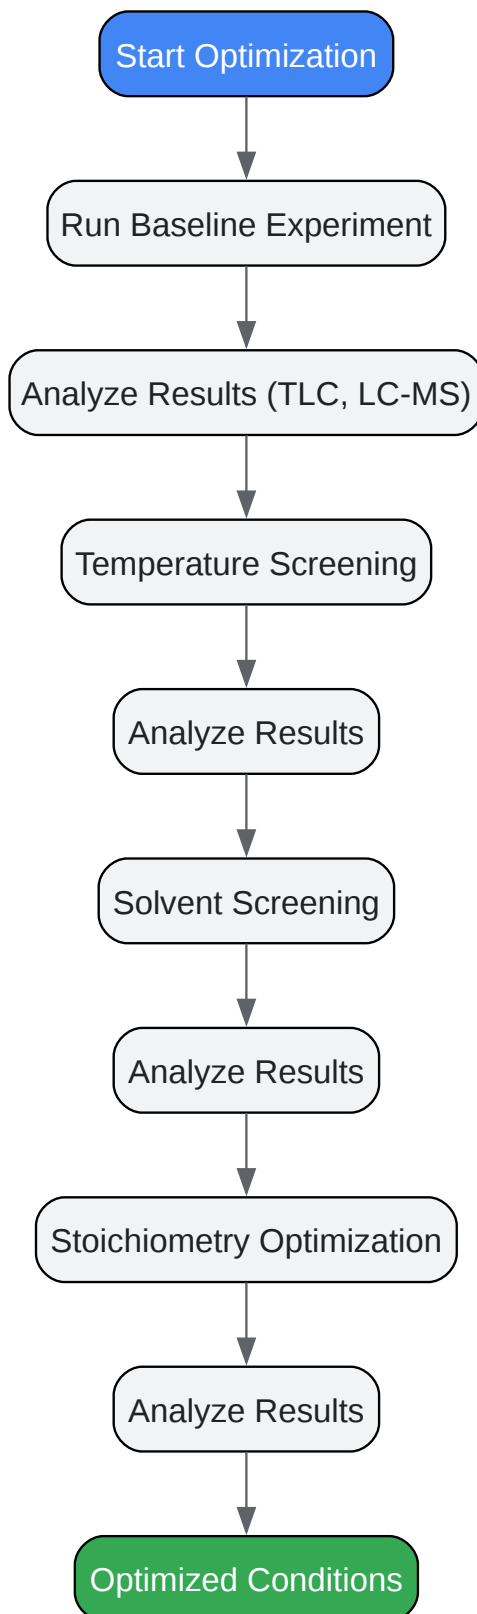 Start Optimization
Run Baseline Experiment
Analyze Results (TLC, LC-MS)
Temperature Screening
Analyze Results
Solvent Screening
Analyze Results
Stoichiometry Optimization
Analyze Results
Optimized Conditions